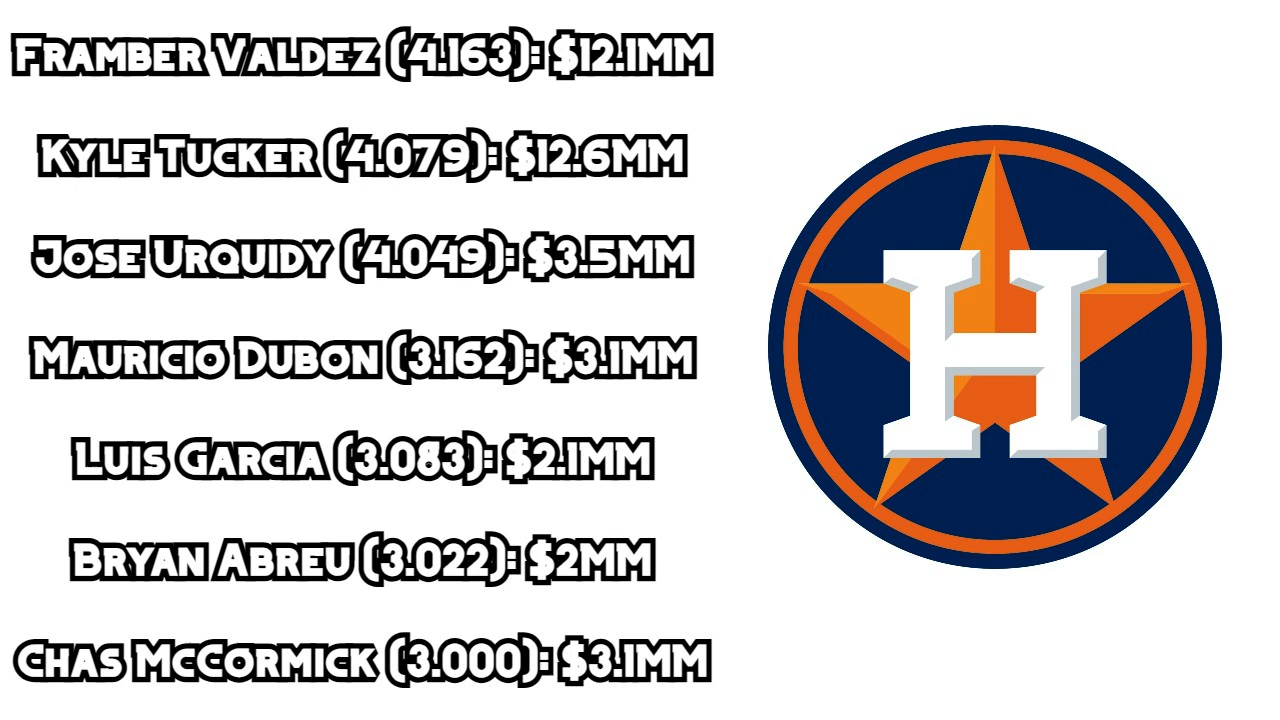 Framber Valdez (4.163): $12.1MM
Kyle Tucker (4.079): $12.6MM
Jose Urquidy (4.049): $3.5MM
Mauricio Dubon (3.162): $3.1MM
Luis Garcia (3.083): $2.1MM
Bryan Abreu (3.022): $2MM
Chas McCormick (3.000): $3.1MM
H